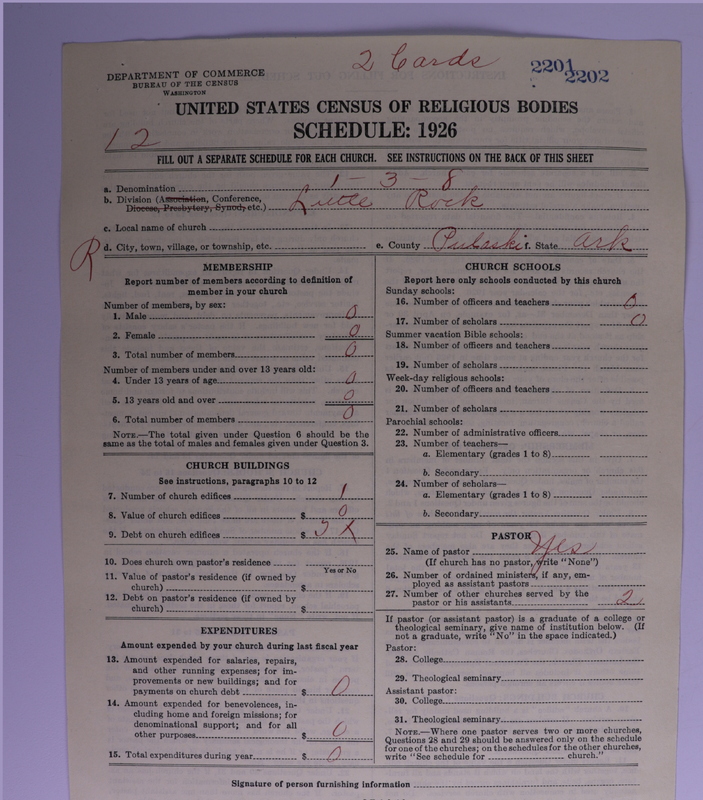 2 Cards
2201
2202
DEPARTMENT OF COMMERCE
BUREAU OF THE CENSUS
WASHINGTON
UNITED STATES CENSUS OF RELIGIOUS BODIES
SCHEDULE: 1926
12
FILL OUT A SEPARATE SCHEDULE FOR EACH CHURCH. SEE INSTRUCTIONS ON THE BACK OF THIS SHEET
a. Denomination 1 - 3 - 8
b. Division (Association, Conference,
Diocese, Presbytery, Synod, etc.) Little Rock
c. Local name of church
R d. City, town, village, or township, etc. e. County Pulaski f. State Ark
MEMBERSHIP
Report number of members according to definition of
member in your church
Number of members, by sex:
1. Male 0
2. Female 0
3. Total number of members 0
Number of members under and over 13 years old:
4. Under 13 years of age 0
5. 13 years old and over 0
6. Total number of members 0
NOTE.—The total given under Question 6 should be the
same as the total of males and females given under Question 3.
CHURCH BUILDINGS
See instructions, paragraphs 10 to 12
7. Number of church edifices 1
8. Value of church edifices $ 0
9. Debt on church edifices $ X
10. Does church own pastor's residence
Yes or No
11. Value of pastor's residence (if owned by
church) $
12. Debt on pastor's residence (if owned by
church) $
EXPENDITURES
Amount expended by your church during last fiscal year
13. Amount expended for salaries, repairs,
and other running expenses; for im-
provements or new buildings; and for
payments on church debt $ 0
14. Amount expended for benevolences, in-
cluding home and foreign missions; for
denominational support; and for all
other purposes $ 0
15. Total expenditures during year $ 0
CHURCH SCHOOLS
Report here only schools conducted by this church
Sunday schools:
16. Number of officers and teachers 0
17. Number of scholars 0
Summer vacation Bible schools:
18. Number of officers and teachers
19. Number of scholars
Week-day religious schools:
20. Number of officers and teachers
21. Number of scholars
Parochial schools:
22. Number of administrative officers
23. Number of teachers—
a. Elementary (grades 1 to 8)
b. Secondary
24. Number of scholars—
a. Elementary (grades 1 to 8)
b. Secondary
PASTOR
25. Name of pastor Yes
(If church has no pastor, write "None")
26. Number of ordained ministers, if any, em-
ployed as assistant pastors
27. Number of other churches served by the
pastor or his assistants 2
If pastor (or assistant pastor) is a graduate of a college or
theological seminary, give name of institution below. (If
not a graduate, write "No" in the space indicated.)
Pastor:
28. College
29. Theological seminary
Assistant pastor:
30. College
31. Theological seminary
NOTE.—Where one pastor serves two or more churches,
Questions 28 and 29 should be answered only on the schedule
for one of the churches; on the schedules for the other churches,
write "See schedule for church."
Signature of person furnishing information